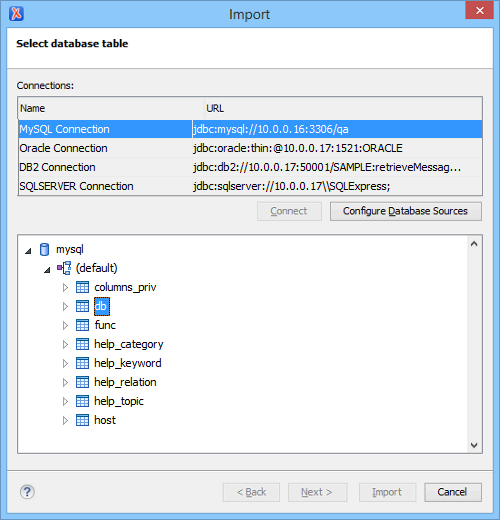 Import
Select database table
Connections:
Name URL
MySQL Connection jdbc:mysql://10.0.0.16:3306/qa
Oracle Connection jdbc:oracle:thin:@10.0.0.17:1521:ORACLE
DB2 Connection jdbc:db2://10.0.0.17:50001/SAMPLE:retrieveMessag...
SQLSERVER Connection jdbc:sqlserver://10.0.0.17\\SQLExpress;
Connect Configure Database Sources
mysql
(default)
columns_priv
db
func
help_category
help_keyword
help_relation
help_topic
host
? < Back Next > Import Cancel